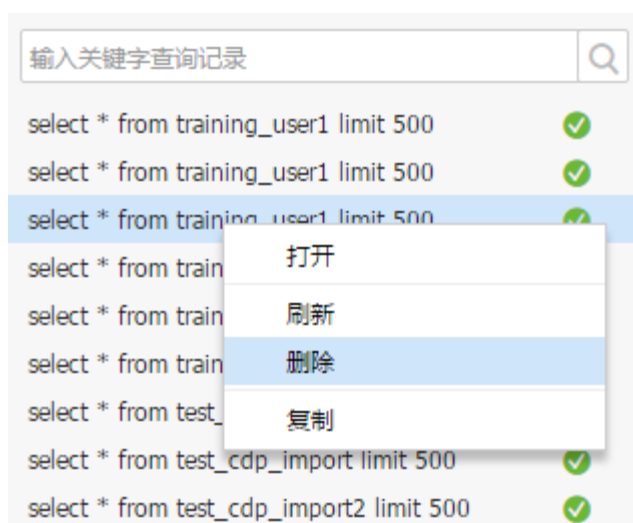 输入关键字查询记录
select * from training_user1 limit 500
select * from training_user1 limit 500
select * from training_user1 limit 500
打开
select * from train
刷新
select * from train
删除
select * from train
复制
select * from test_
select * from test_cdp_import limit 500
select * from test_cdp_import2 limit 500